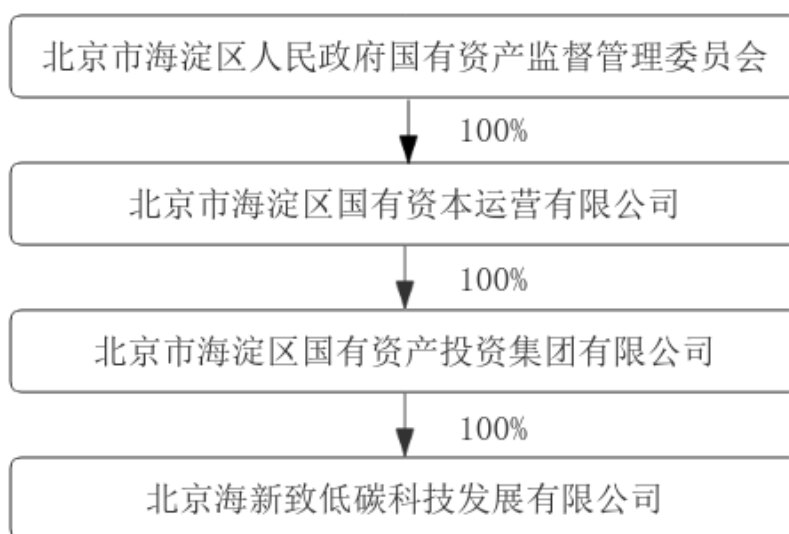 北京市海淀区人民政府国有资产监督管理委员会
100%
北京市海淀区国有资本运营有限公司
100%
北京市海淀区国有资产投资集团有限公司
100%
北京海新致低碳科技发展有限公司